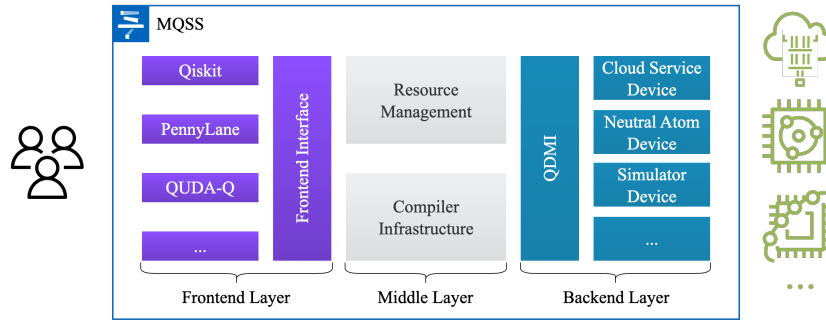 MQSS
Qiskit
PennyLane
QUDA-Q
...
Frontend Interface
Frontend Layer
Resource
Management
Compiler
Infrastructure
Middle Layer
QDMI
Cloud Service
Device
Neutral Atom
Device
Simulator
Device
...
Backend Layer
...